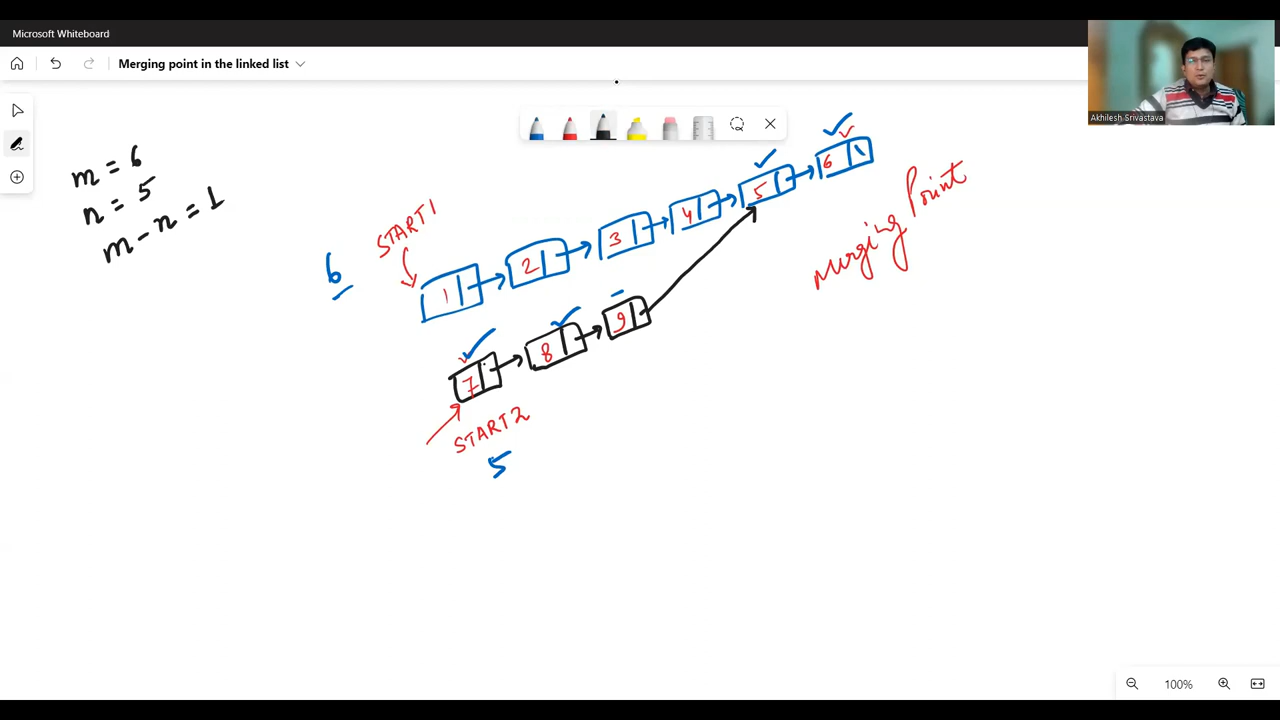 Microsoft Whiteboard
Merging point in the linked list
Akhilesh Srivastava
m = 6
n = 5
m - n = 1
6
START1
1 2 3 4 5 6
Merging Point
7 8 9
START2
5
100%